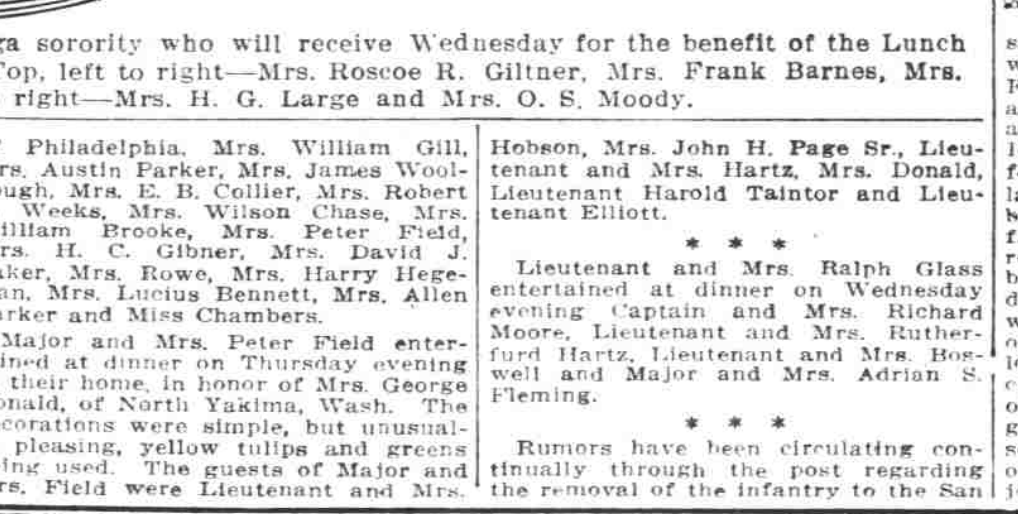 ga sorority who will receive Wednesday for the benefit of the Lunch
Top, left to right—Mrs. Roscoe R. Giltner, Mrs. Frank Barnes, Mrs.
right—Mrs. H. G. Large and Mrs. O. S. Moody.
Philadelphia, Mrs. William Gill,
rs. Austin Parker, Mrs. James Wool-
ough, Mrs. E. B. Collier, Mrs. Robert
Weeks, Mrs. Wilson Chase, Mrs.
illiam Brooke, Mrs. Peter Field,
rs. H. C. Gibner, Mrs. David J.
aker, Mrs. Rowe, Mrs. Harry Hege-
an, Mrs. Lucius Bennett, Mrs. Allen
arker and Miss Chambers.
Major and Mrs. Peter Field enter-
ined at dinner on Thursday evening
their home, in honor of Mrs. George
onald, of North Yakima, Wash. The
corations were simple, but unusual-
pleasing, yellow tulips and greens
ing used. The guests of Major and
rs. Field were Lieutenant and Mrs.
Hobson, Mrs. John H. Page Sr., Lieu-
tenant and Mrs. Hartz, Mrs. Donald,
Lieutenant Harold Taintor and Lieu-
tenant Elliott.
* * *
Lieutenant and Mrs. Ralph Glass
entertained at dinner on Wednesday
evening Captain and Mrs. Richard
Moore, Lieutenant and Mrs. Ruther-
furd Hartz, Lieutenant and Mrs. Bos-
well and Major and Mrs. Adrian S.
Fleming.
* * *
Rumors have been circulating con-
tinually through the post regarding
the removal of the infantry to the San